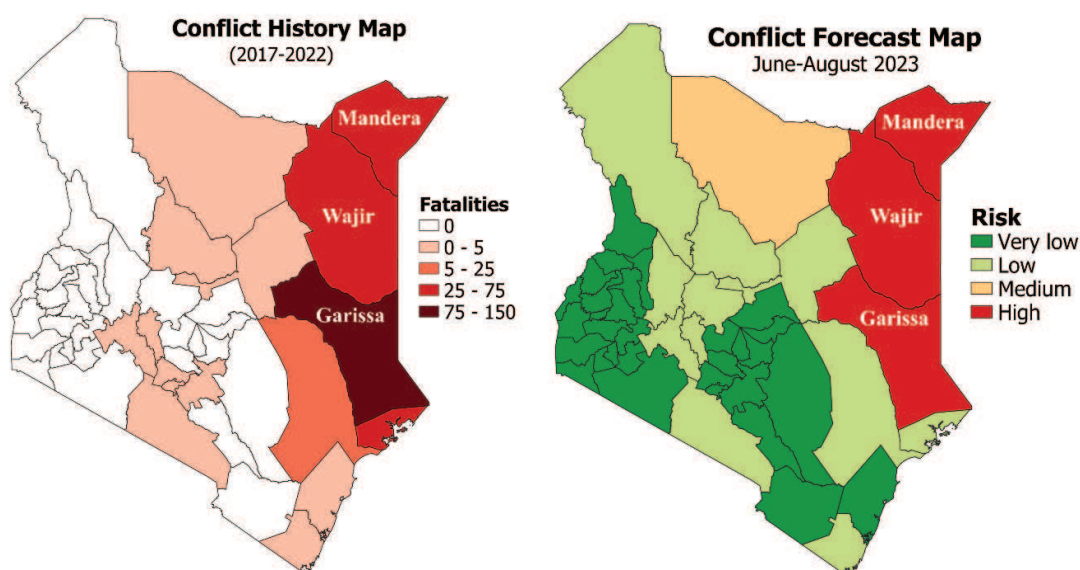 Conflict History Map
(2017-2022)
Mandera
Wajir
Garissa
Fatalities
0
0 - 5
5 - 25
25 - 75
75 - 150
Conflict Forecast Map
June-August 2023
Mandera
Wajir
Garissa
Risk
Very low
Low
Medium
High